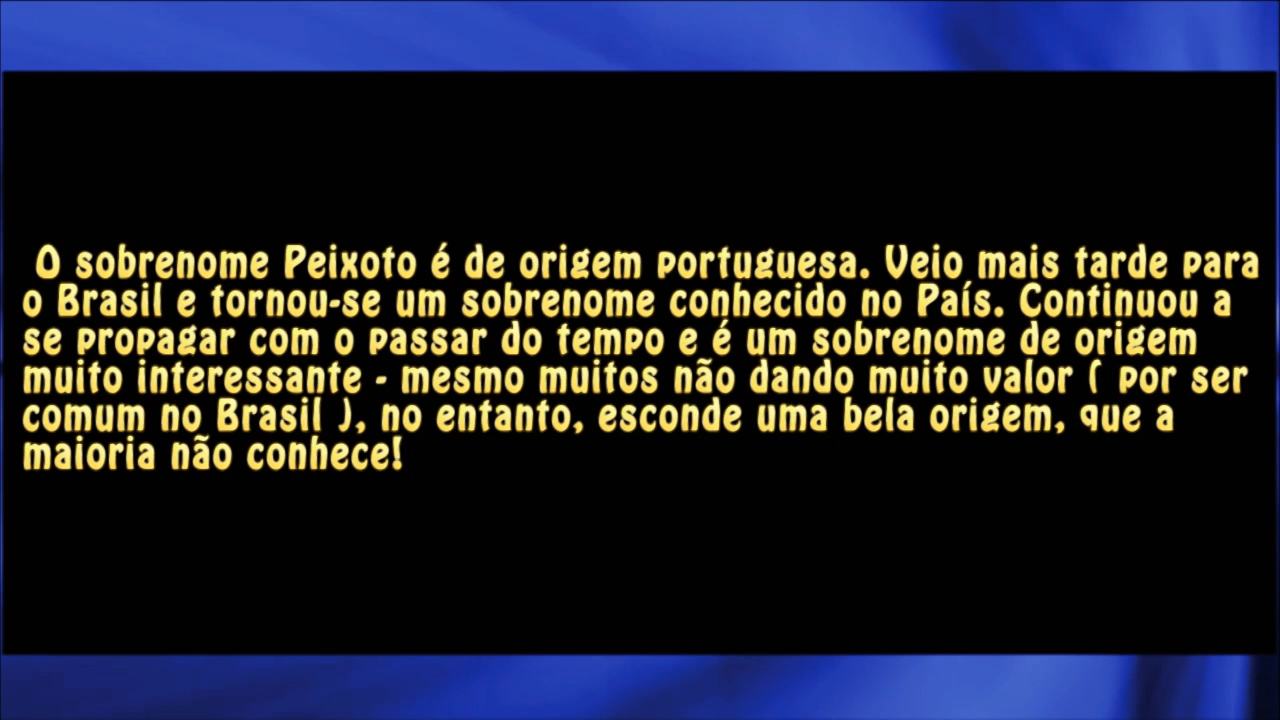 O sobrenome Peixoto é de origem portuguesa. Veio mais tarde para
o Brasil e tornou-se um sobrenome conhecido no País. Continuou a
se propagar com o passar do tempo e é um sobrenome de origem
muito interessante - mesmo muitos não dando muito valor ( por ser
comum no Brasil ), no entanto, esconde uma bela origem, que a
maioria não conhece!